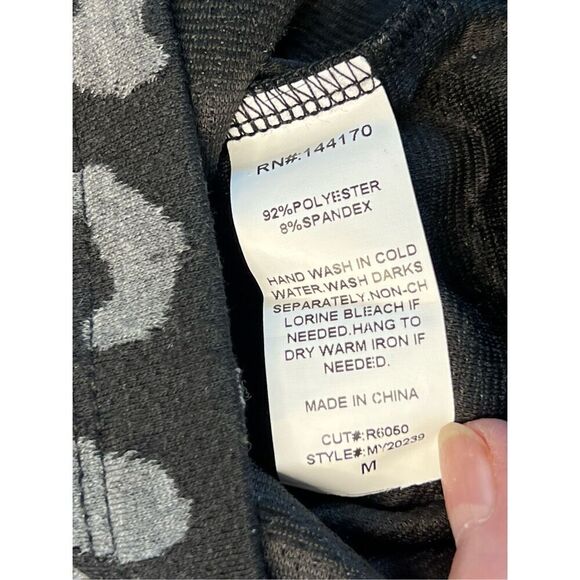 RN#:144170
92%POLYESTER
8%SPANDEX
HAND WASH IN COLD
WATER.WASH DARKS
SEPARATELY.NON-CH
LORINE BLEACH IF
NEEDED.HANG TO
DRY WARM IRON IF
NEEDED.
MADE IN CHINA
CUT#:R6050
STYLE#:MY20239
M